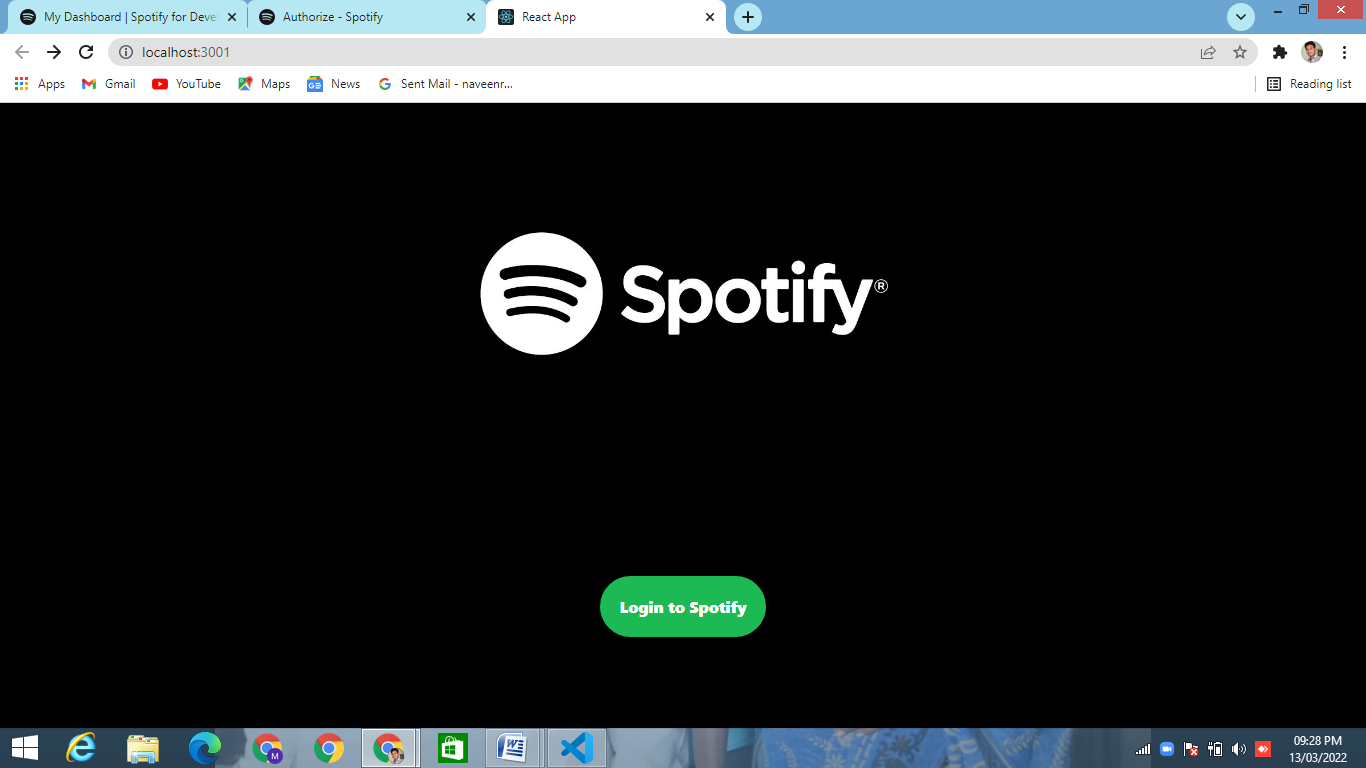 My Dashboard | Spotify for Devel
Authorize - Spotify
React App
localhost:3001
Apps
Gmail
YouTube
Maps
News
Sent Mail - naveenr...
Reading list
Spotify®
Login to Spotify
M
W
09:28 PM
13/03/2022